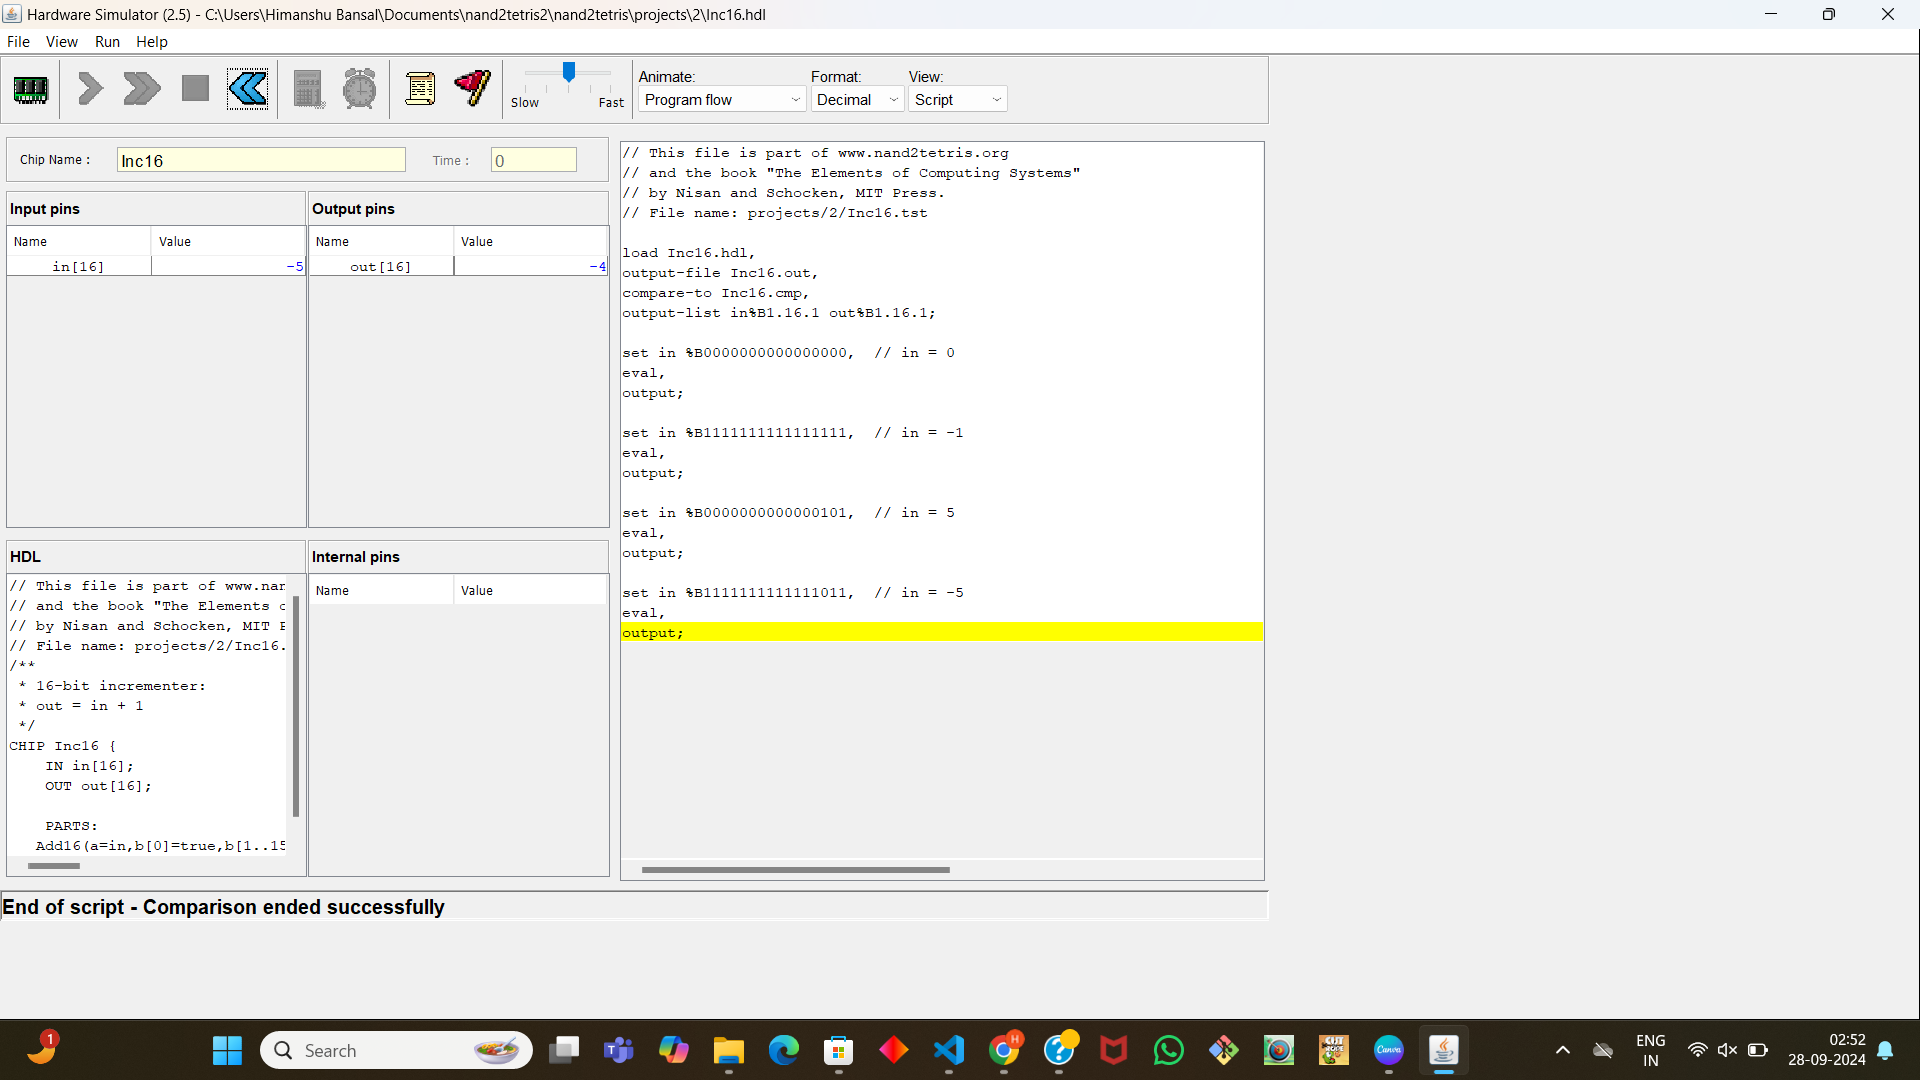 Hardware Simulator (2.5) - C:\Users\Himanshu Bansal\Documents\nand2tetris2\nand2tetris\projects\2\Inc16.hdl
File View Run Help
Slow Fast
Animate: Format: View:
Program flow Decimal Script
Chip Name : Inc16 Time : 0
Input pins
Name Value
in[16] -5
Output pins
Name Value
out[16] -4
HDL
// This file is part of www.nan
// and the book "The Elements o
// by Nisan and Schocken, MIT P
// File name: projects/2/Inc16.
/**
* 16-bit incrementer:
* out = in + 1
*/
CHIP Inc16 {
IN in[16];
OUT out[16];
PARTS:
Add16(a=in,b[0]=true,b[1..15
Internal pins
Name Value
// This file is part of www.nand2tetris.org
// and the book "The Elements of Computing Systems"
// by Nisan and Schocken, MIT Press.
// File name: projects/2/Inc16.tst
load Inc16.hdl,
output-file Inc16.out,
compare-to Inc16.cmp,
output-list in%B1.16.1 out%B1.16.1;
set in %B0000000000000000, // in = 0
eval,
output;
set in %B1111111111111111, // in = -1
eval,
output;
set in %B0000000000000101, // in = 5
eval,
output;
set in %B1111111111111011, // in = -5
eval,
output;
End of script - Comparison ended successfully
1
Search
H
Canva
ENG
IN
02:52
28-09-2024